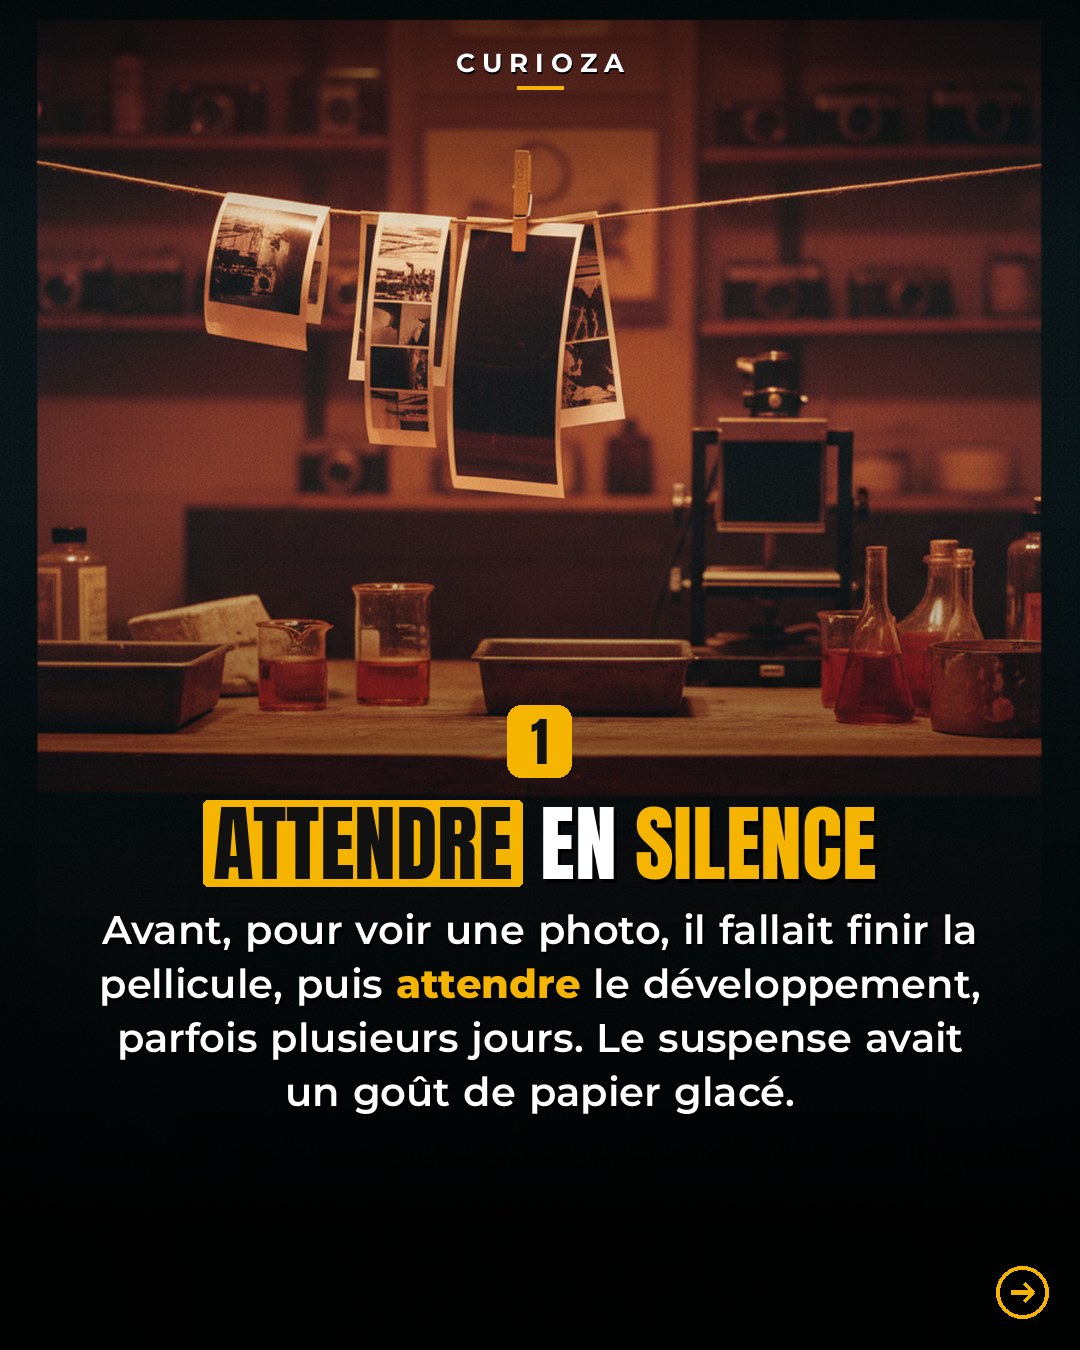 CURIOZA
1
ATTENDRE EN SILENCE
Avant, pour voir une photo, il fallait finir la
pellicule, puis attendre le développement,
parfois plusieurs jours. Le suspense avait
un goût de papier glacé.